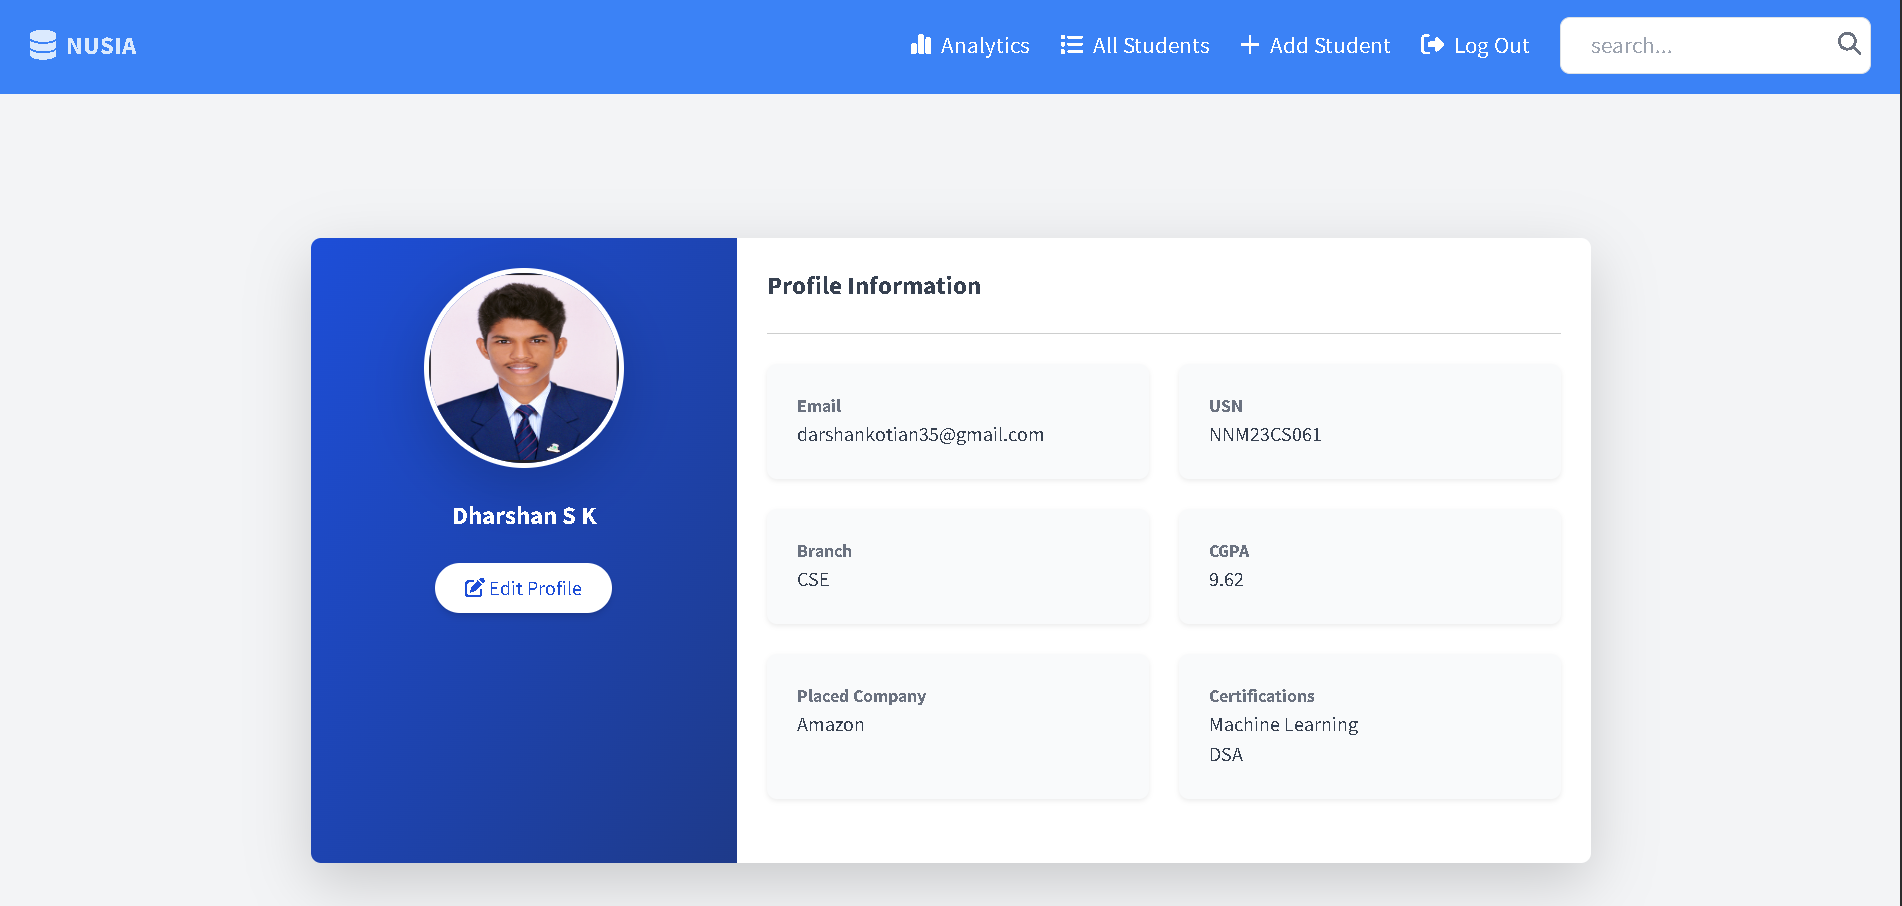 NUSIA
Analytics
All Students
Add Student
Log Out
search...
Dharshan S K
Edit Profile
Profile Information
Email
darshankotian35@gmail.com
USN
NNM23CS061
Branch
CSE
CGPA
9.62
Placed Company
Amazon
Certifications
Machine Learning
DSA